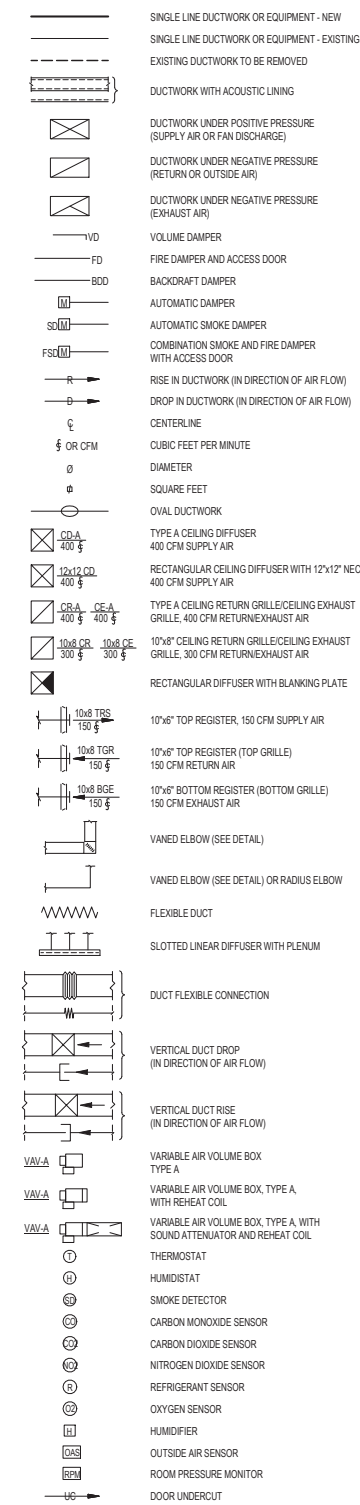 SINGLE LINE DUCTWORK OR EQUIPMENT - NEW
SINGLE LINE DUCTWORK OR EQUIPMENT - EXISTING
EXISTING DUCTWORK TO BE REMOVED
DUCTWORK WITH ACOUSTIC LINING
DUCTWORK UNDER POSITIVE PRESSURE
(SUPPLY AIR OR FAN DISCHARGE)
DUCTWORK UNDER NEGATIVE PRESSURE
(RETURN OR OUTSIDE AIR)
DUCTWORK UNDER NEGATIVE PRESSURE
(EXHAUST AIR)
VD VOLUME DAMPER
FD FIRE DAMPER AND ACCESS DOOR
BDD BACKDRAFT DAMPER
M AUTOMATIC DAMPER
SD M AUTOMATIC SMOKE DAMPER
FSD M COMBINATION SMOKE AND FIRE DAMPER
WITH ACCESS DOOR
R RISE IN DUCTWORK (IN DIRECTION OF AIR FLOW)
D DROP IN DUCTWORK (IN DIRECTION OF AIR FLOW)
℄ CENTERLINE
OR CFM CUBIC FEET PER MINUTE
Ø DIAMETER
SQUARE FEET
OVAL DUCTWORK
CD-A TYPE A CEILING DIFFUSER
400 400 CFM SUPPLY AIR
12x12 CD RECTANGULAR CEILING DIFFUSER WITH 12"x12" NEC
400 400 CFM SUPPLY AIR
CR-A CE-A TYPE A CEILING RETURN GRILLE/CEILING EXHAUST
400 400 GRILLE, 400 CFM RETURN/EXHAUST AIR
10x8 CR 10x8 CE 10"x8" CEILING RETURN GRILLE/CEILING EXHAUST
300 300 GRILLE, 300 CFM RETURN/EXHAUST AIR
RECTANGULAR DIFFUSER WITH BLANKING PLATE
10x8 TRS 10"x6" TOP REGISTER, 150 CFM SUPPLY AIR
150
10x8 TGR 10"x6" TOP REGISTER (TOP GRILLE)
150 150 CFM RETURN AIR
10x8 BGE 10"x6" BOTTOM REGISTER (BOTTOM GRILLE)
150 150 CFM EXHAUST AIR
VANED ELBOW (SEE DETAIL)
VANED ELBOW (SEE DETAIL) OR RADIUS ELBOW
FLEXIBLE DUCT
SLOTTED LINEAR DIFFUSER WITH PLENUM
DUCT FLEXIBLE CONNECTION
VERTICAL DUCT DROP
(IN DIRECTION OF AIR FLOW)
VERTICAL DUCT RISE
(IN DIRECTION OF AIR FLOW)
VAV-A VARIABLE AIR VOLUME BOX
TYPE A
VAV-A VARIABLE AIR VOLUME BOX, TYPE A,
WITH REHEAT COIL
VAV-A VARIABLE AIR VOLUME BOX, TYPE A, WITH
SOUND ATTENUATOR AND REHEAT COIL
T THERMOSTAT
H HUMIDISTAT
SD SMOKE DETECTOR
CO CARBON MONOXIDE SENSOR
CO2 CARBON DIOXIDE SENSOR
NO2 NITROGEN DIOXIDE SENSOR
R REFRIGERANT SENSOR
O2 OXYGEN SENSOR
H HUMIDIFIER
OAS OUTSIDE AIR SENSOR
RPM ROOM PRESSURE MONITOR
UC DOOR UNDERCUT